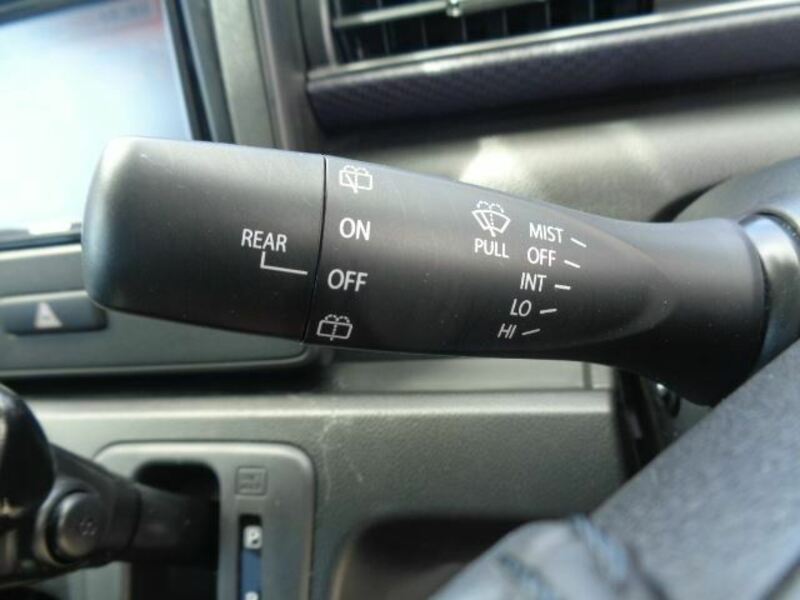 REAR
ON
OFF
PULL
MIST
OFF
INT
LO
HI
P